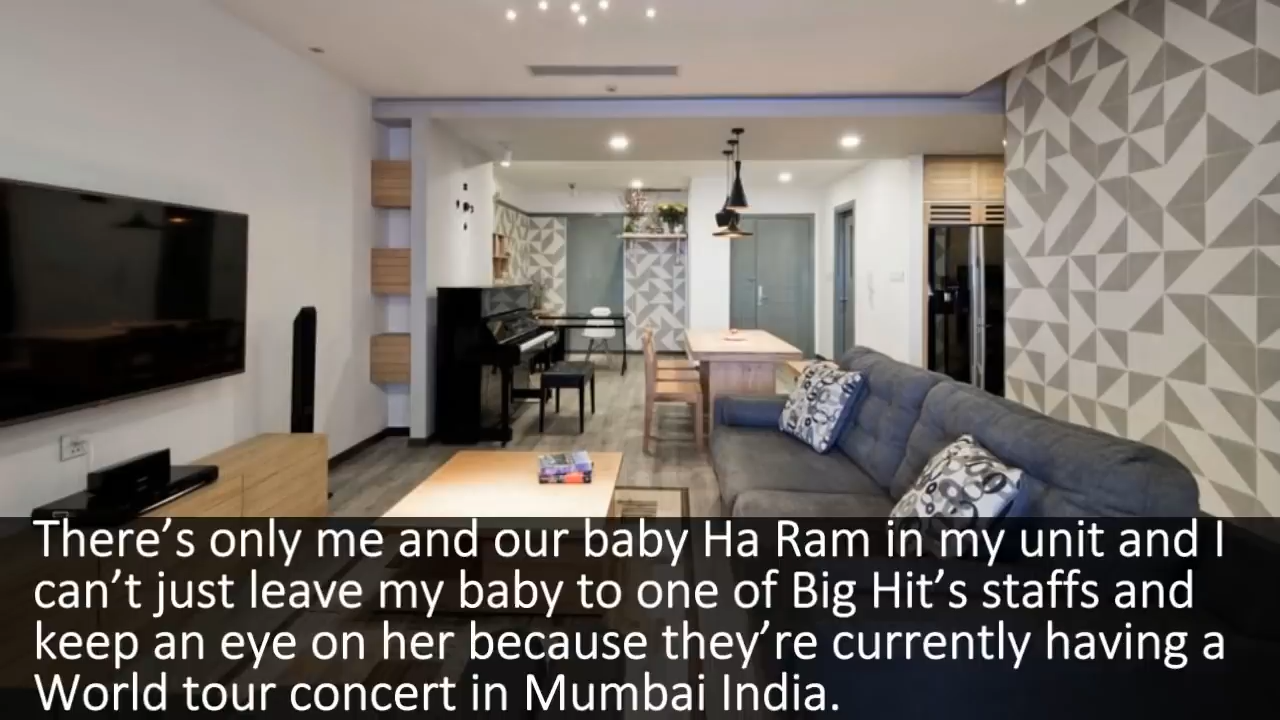 There’s only me and our baby Ha Ram in my unit and I
can’t just leave my baby to one of Big Hit’s staffs and
keep an eye on her because they’re currently having a
World tour concert in Mumbai India.